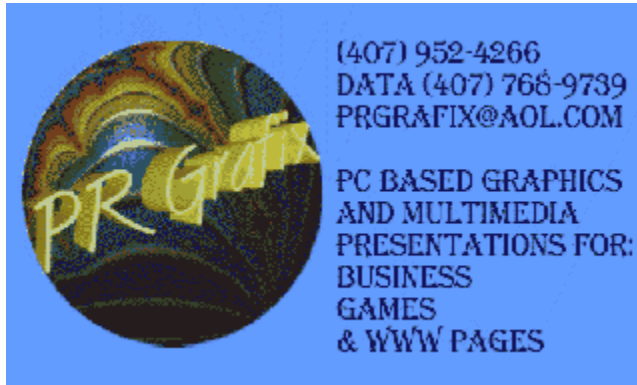 PR Grafix
(407) 952-4266
DATA (407) 768-9739
PRGRAFIX@AOL.COM
PC BASED GRAPHICS
AND MULTIMEDIA
PRESENTATIONS FOR:
BUSINESS
GAMES
& WWW PAGES